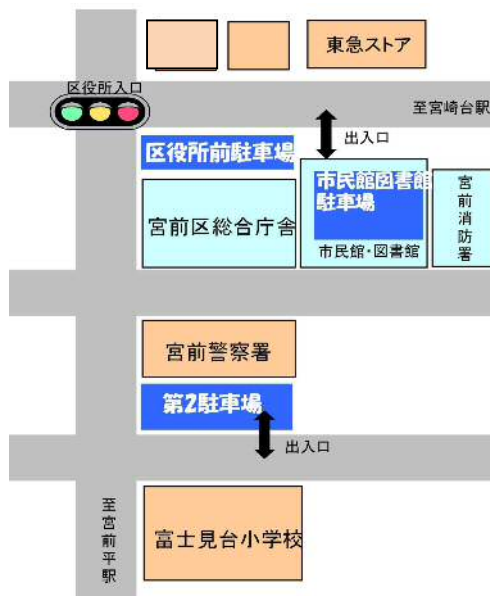 東急ストア
区役所入口
至宮崎台駅
出入口
区役所前駐車場
市民館図書館
駐車場
宮前消防署
宮前区総合庁舎
市民館・図書館
宮前警察署
第2駐車場
出入口
至宮前平駅
富士見台小学校